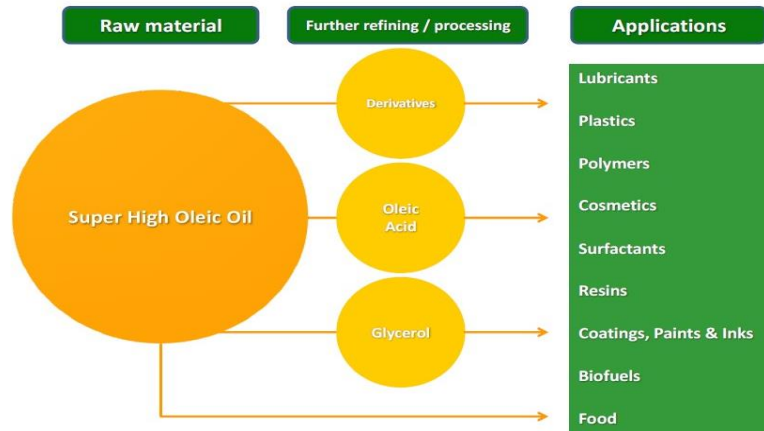 Raw material
Further refining / processing
Applications
Super High Oleic Oil
Derivatives
Oleic
Acid
Glycerol
Lubricants
Plastics
Polymers
Cosmetics
Surfactants
Resins
Coatings, Paints & Inks
Biofuels
Food